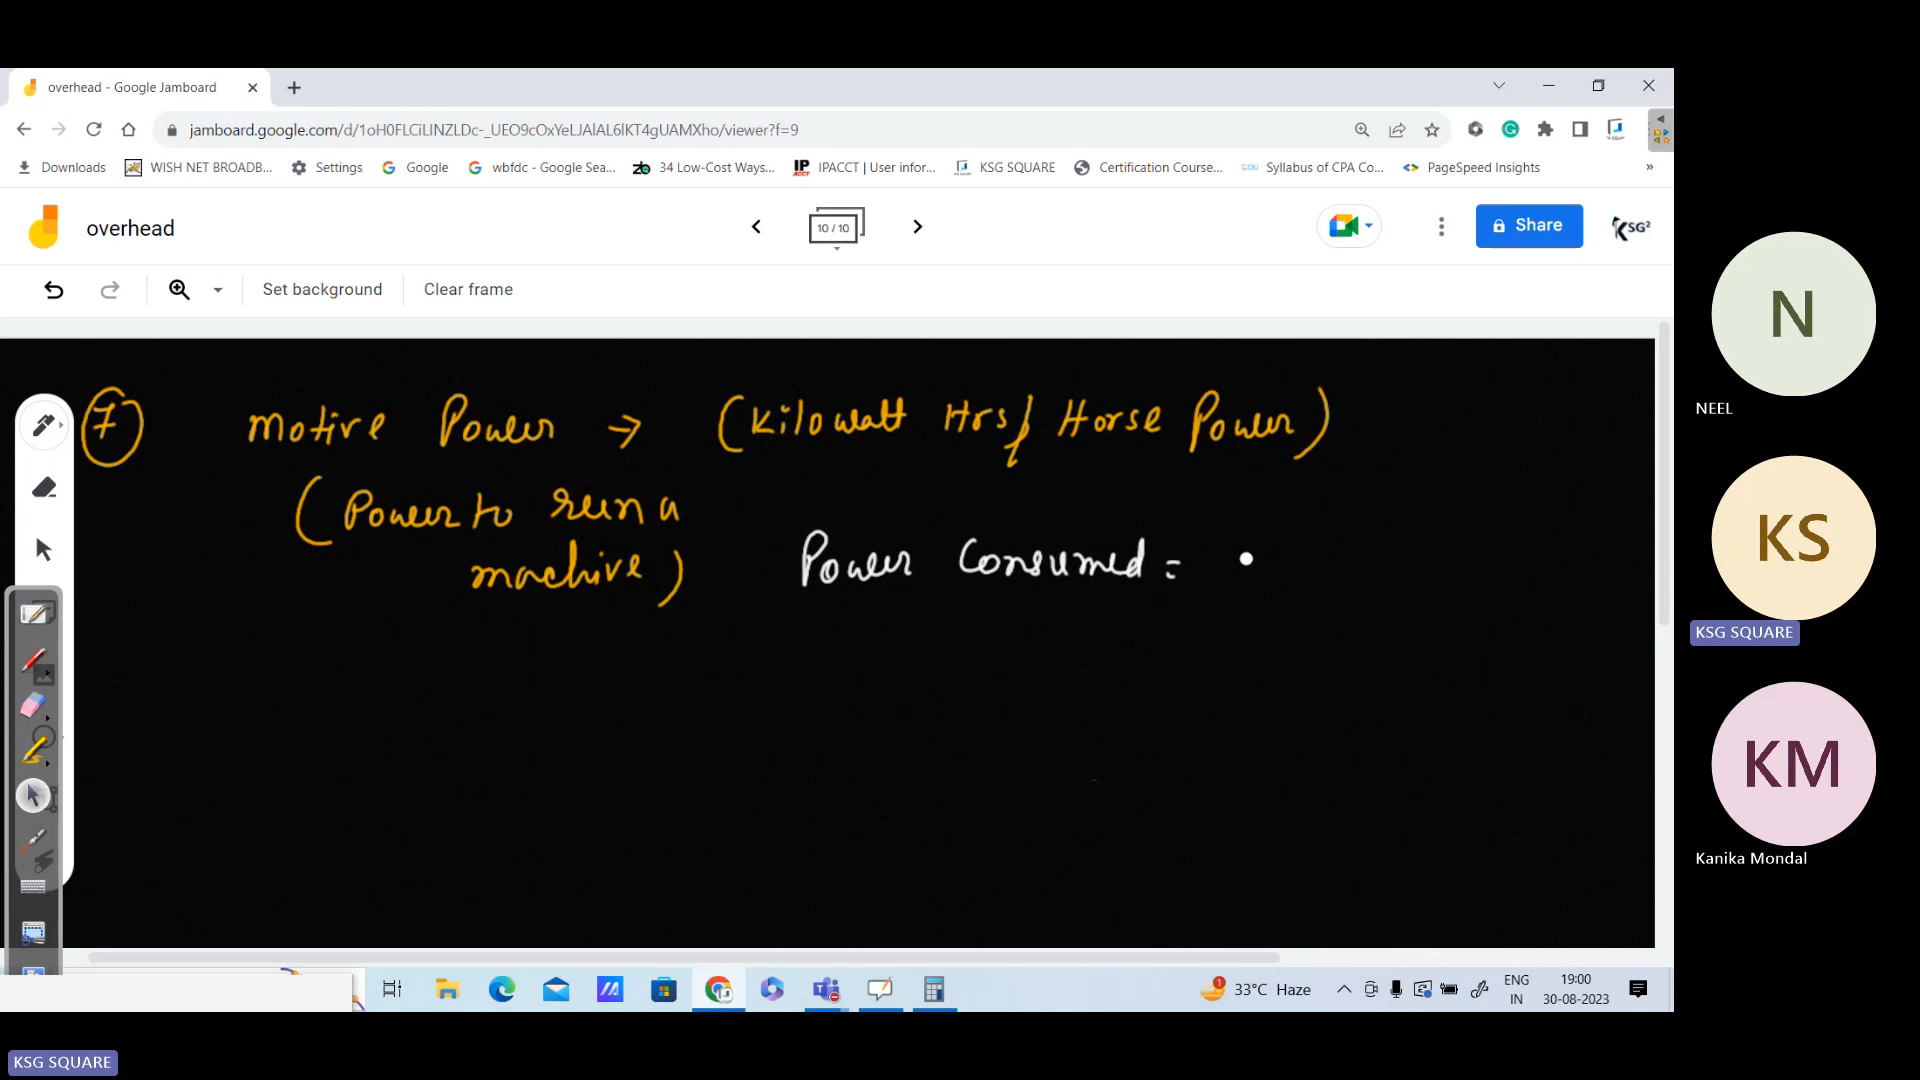 overhead - Google Jamboard
jamboard.google.com/d/1oH0FLCiLINZLDc-_UEO9cOxYeLJAlAL6lKT4gUAMXho/viewer?f=9
Downloads WISH NET BROADB... Settings Google wbfdc - Google Sea... 34 Low-Cost Ways... IPACCT | User infor... KSG SQUARE Certification Course... Syllabus of CPA Co... PageSpeed Insights »
overhead
10 / 10
Share
KSG²
Set background Clear frame
7 Motive Power → (Kilowatt Hrs / Horse Power)
(Power to run a
machine)
Power Consumed =
N
NEEL
KS
KSG SQUARE
KM
Kanika Mondal
1 33°C Haze
ENG
IN
19:00
30-08-2023
KSG SQUARE